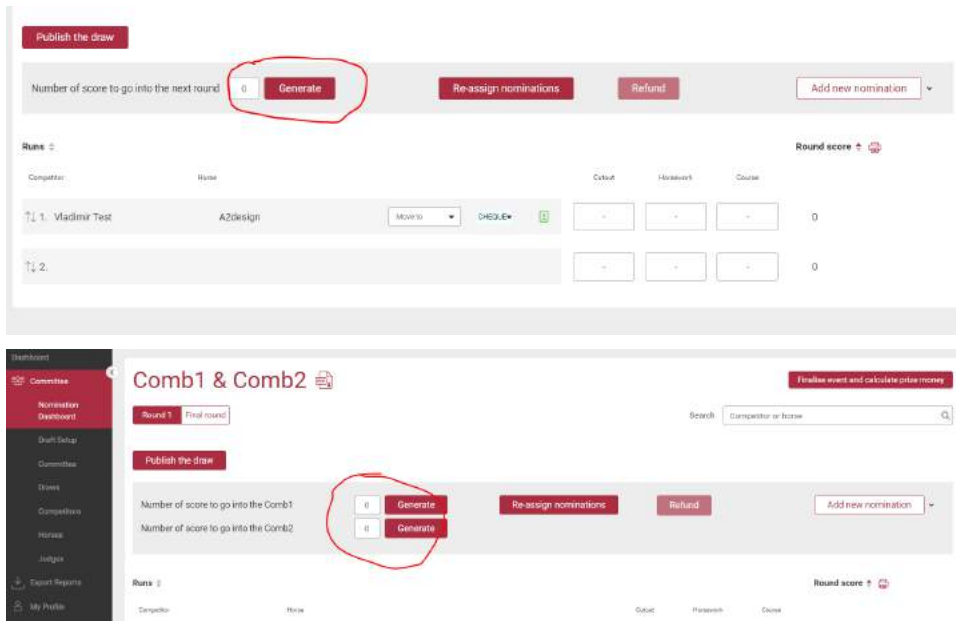 Publish the draw
Number of score to go into the next round 0 Generate Re-assign nominations Refund Add new nomination
Runs Round score
Competitor Horse Cutout Horsework Course
1. Vladimir Test A2design Move to CHEQUE - - - 0
2. - - - 0
Dashboard
Committee
Comb1 & Comb2
Finalise event and calculate prize money
Nomination
Dashboard
Round 1 Final round
Search Competitor or horse
Draft Setup
Committee
Publish the draw
Draws
Number of score to go into the Comb1 0 Generate Re-assign nominations Refund Add new nomination
Competitors
Number of score to go into the Comb2 0 Generate
Horses
Judges
Export Reports
Runs Round score
My Profile
Competitor Horse Cutout Horsework Course